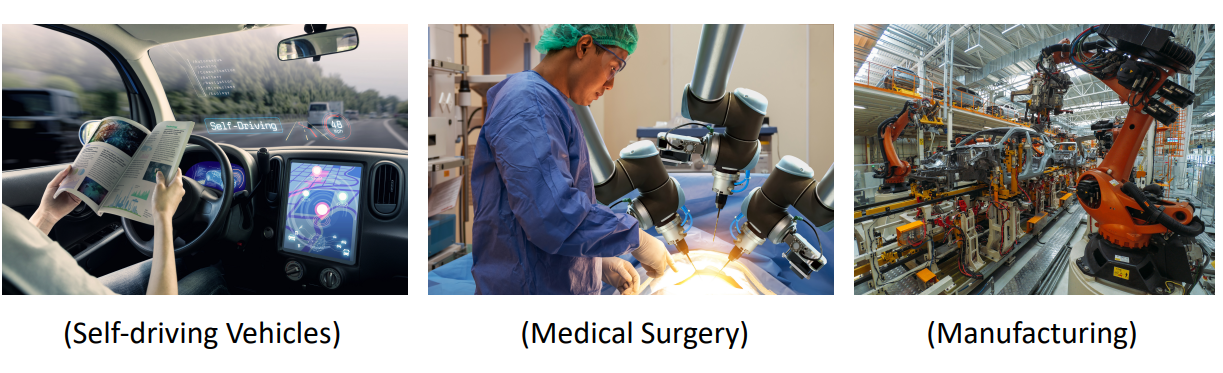 Self-Driving
48
(Self-driving Vehicles)
(Medical Surgery)
(Manufacturing)